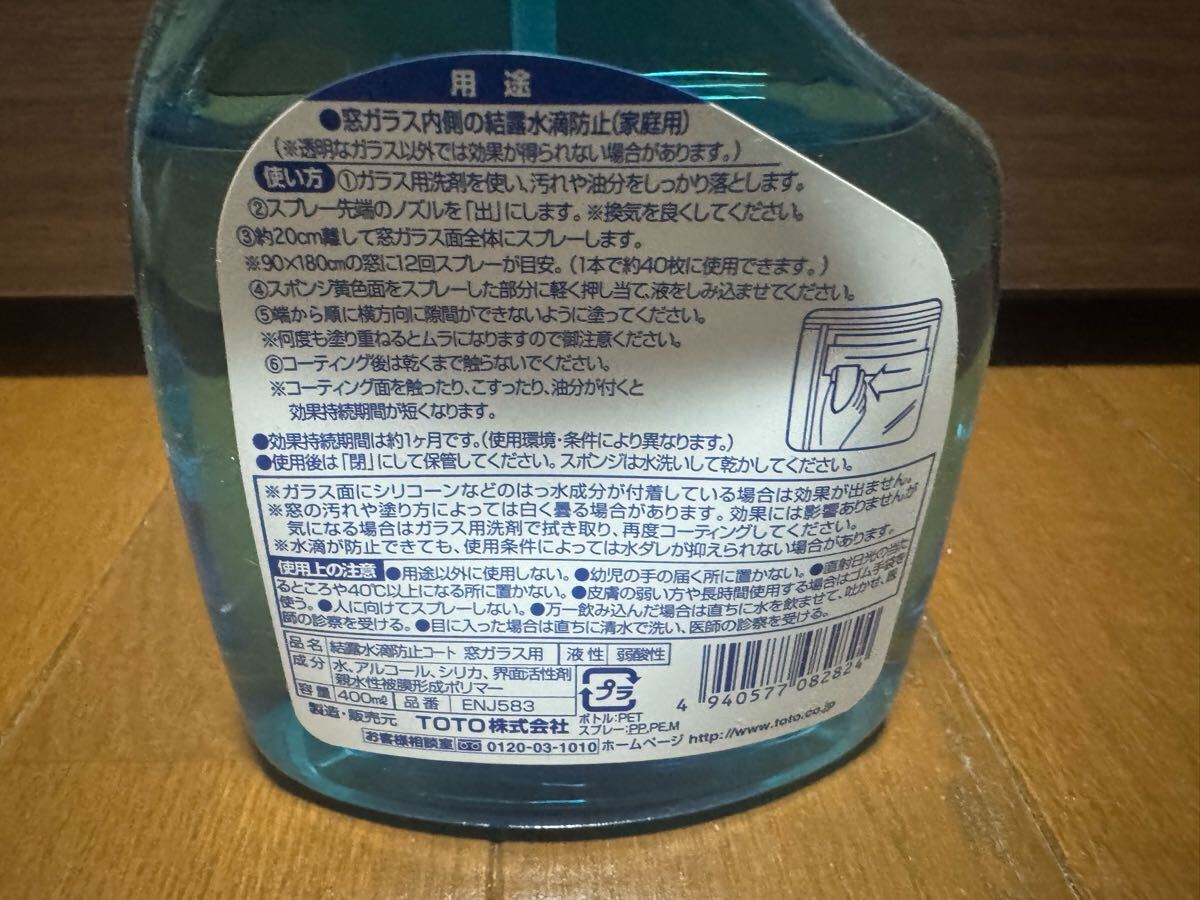 用途
●窓ガラス内側の結露水滴防止(家庭用)
(※透明なガラス以外では効果が得られない場合があります。)
使い方 ①ガラス用洗剤を使い、汚れや油分をしっかり落とします。
②スプレー先端のノズルを「出」にします。※換気を良くしてください。
③約20cm離して窓ガラス面全体にスプレーします。
※90×180cmの窓に12回スプレーが目安。(1本で約40枚に使用できます。)
④スポンジ黄色面をスプレーした部分に軽く押し当て、液をしみ込ませてください。
⑤端から順に横方向に隙間ができないように塗ってください。
※何度も塗り重ねるとムラになりますので御注意ください。
⑥コーティング後は乾くまで触らないでください。
※コーティング面を触ったり、こすったり、油分が付くと
効果持続期間が短くなります。
●効果持続期間は約1ヶ月です。(使用環境・条件により異なります。)
●使用後は「閉」にして保管してください。スポンジは水洗いして乾かしてください。
※ガラス面にシリコーンなどのはっ水成分が付着している場合は効果が出ません。
※窓の汚れや塗り方によっては白く曇る場合があります。効果には影響ありませんが
気になる場合はガラス用洗剤で拭き取り、再度コーティングしてください。
※水滴が防止できても、使用条件によっては水ダレが抑えられない場合があります。
使用上の注意 ●用途以外に使用しない。●幼児の手の届く所に置かない。●直射日光の当た
るところや40℃以上になる所に置かない。●皮膚の弱い方や長時間使用する場合はゴム手袋を
使う。●人に向けてスプレーしない。●万一飲み込んだ場合は直ちに水を飲ませて、吐かせ、医
師の診察を受ける。●目に入った場合は直ちに清水で洗い、医師の診察を受ける。
品名 結露水滴防止コート 窓ガラス用 液性 弱酸性
成分 水、アルコール、シリカ、界面活性剤
親水性被膜形成ポリマー
容量 400mℓ 品番 ENJ583
製造・販売元 TOTO株式会社
お客様相談室 0120-03-1010 ホームページ http://www.toto.co.jp
プラ
ボトル:PET
スプレー:PP,PE,M
4 940577 082824